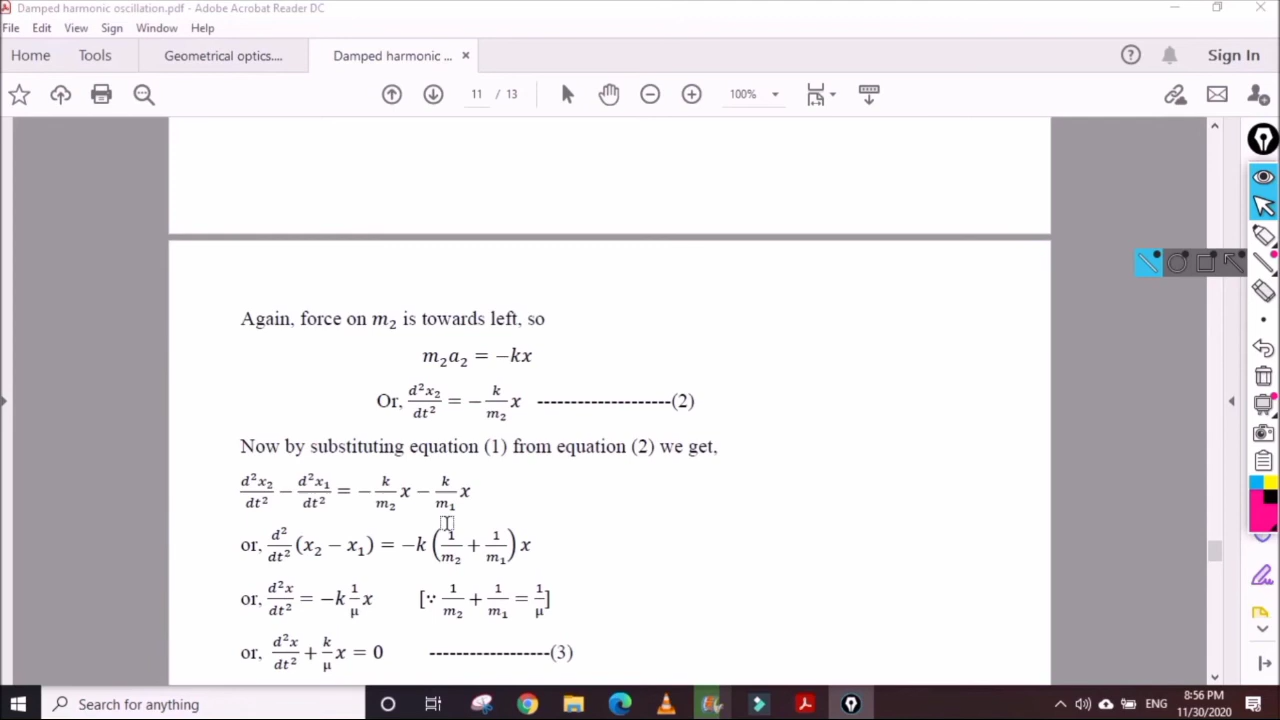 Damped harmonic oscillation.pdf - Adobe Acrobat Reader DC
File Edit View Sign Window Help
Home Tools Geometrical optics.... Damped harmonic ... × ? Sign In
11 / 13 100%
Again, force on m₂ is towards left, so
m₂a₂ = −kx
Or, d²x₂/dt² = − k/m₂ x --------------------(2)
Now by substituting equation (1) from equation (2) we get,
d²x₂/dt² − d²x₁/dt² = − k/m₂ x − k/m₁ x
or, d²/dt² (x₂ − x₁) = −k (1/m₂ + 1/m₁) x
or, d²x/dt² = −k 1/μ x [∵ 1/m₂ + 1/m₁ = 1/μ]
or, d²x/dt² + k/μ x = 0 ------------------(3)
Search for anything
ENG
8:56 PM
11/30/2020